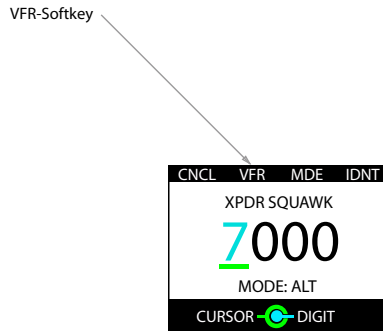 VFR-Softkey
CNCL VFR MDE IDNT
XPDR SQUAWK
7000
MODE: ALT
CURSOR DIGIT